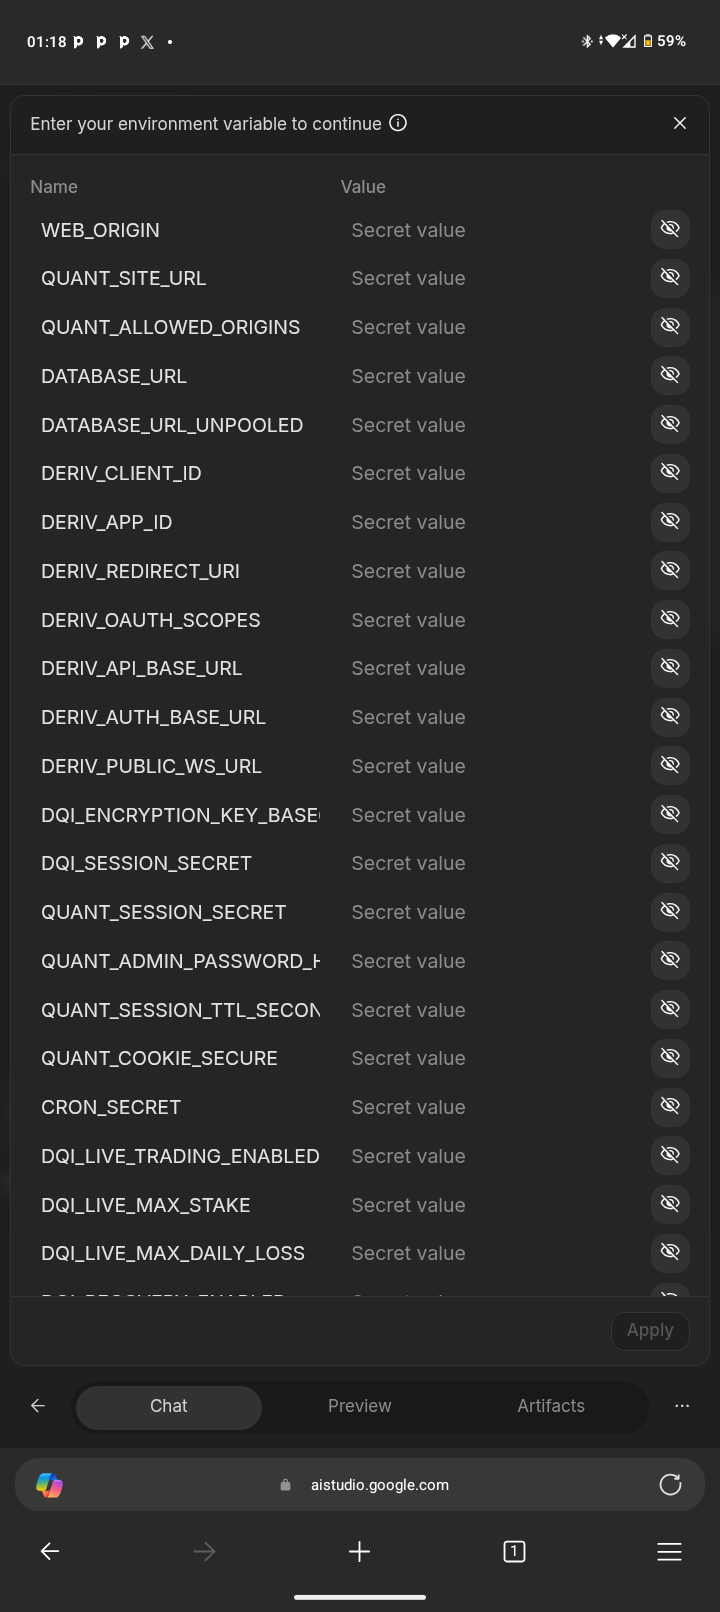 01:18
59%
Enter your environment variable to continue
Name Value
WEB_ORIGIN Secret value
QUANT_SITE_URL Secret value
QUANT_ALLOWED_ORIGINS Secret value
DATABASE_URL Secret value
DATABASE_URL_UNPOOLED Secret value
DERIV_CLIENT_ID Secret value
DERIV_APP_ID Secret value
DERIV_REDIRECT_URI Secret value
DERIV_OAUTH_SCOPES Secret value
DERIV_API_BASE_URL Secret value
DERIV_AUTH_BASE_URL Secret value
DERIV_PUBLIC_WS_URL Secret value
DQI_ENCRYPTION_KEY_BASE Secret value
DQI_SESSION_SECRET Secret value
QUANT_SESSION_SECRET Secret value
QUANT_ADMIN_PASSWORD_H Secret value
QUANT_SESSION_TTL_SECON Secret value
QUANT_COOKIE_SECURE Secret value
CRON_SECRET Secret value
DQI_LIVE_TRADING_ENABLED Secret value
DQI_LIVE_MAX_STAKE Secret value
DQI_LIVE_MAX_DAILY_LOSS Secret value
Apply
Chat Preview Artifacts
aistudio.google.com
1